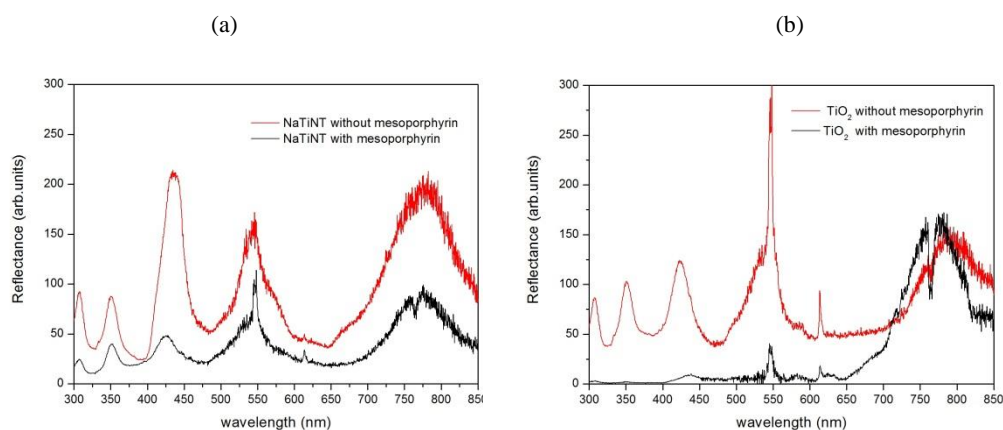 (a)
(b)
300
250
200
150
100
50
0
Reflectance (arb.units)
NaTiNT without mesoporphyrin
NaTiNT with mesoporphyrin
300 350 400 450 500 550 600 650 700 750 800 850
wavelength (nm)
300
250
200
150
100
50
0
Reflectance (arb.units)
TiO2 without mesoporphyrin
TiO2 with mesoporphyrin
300 350 400 450 500 550 600 650 700 750 800 850
wavelength (nm)